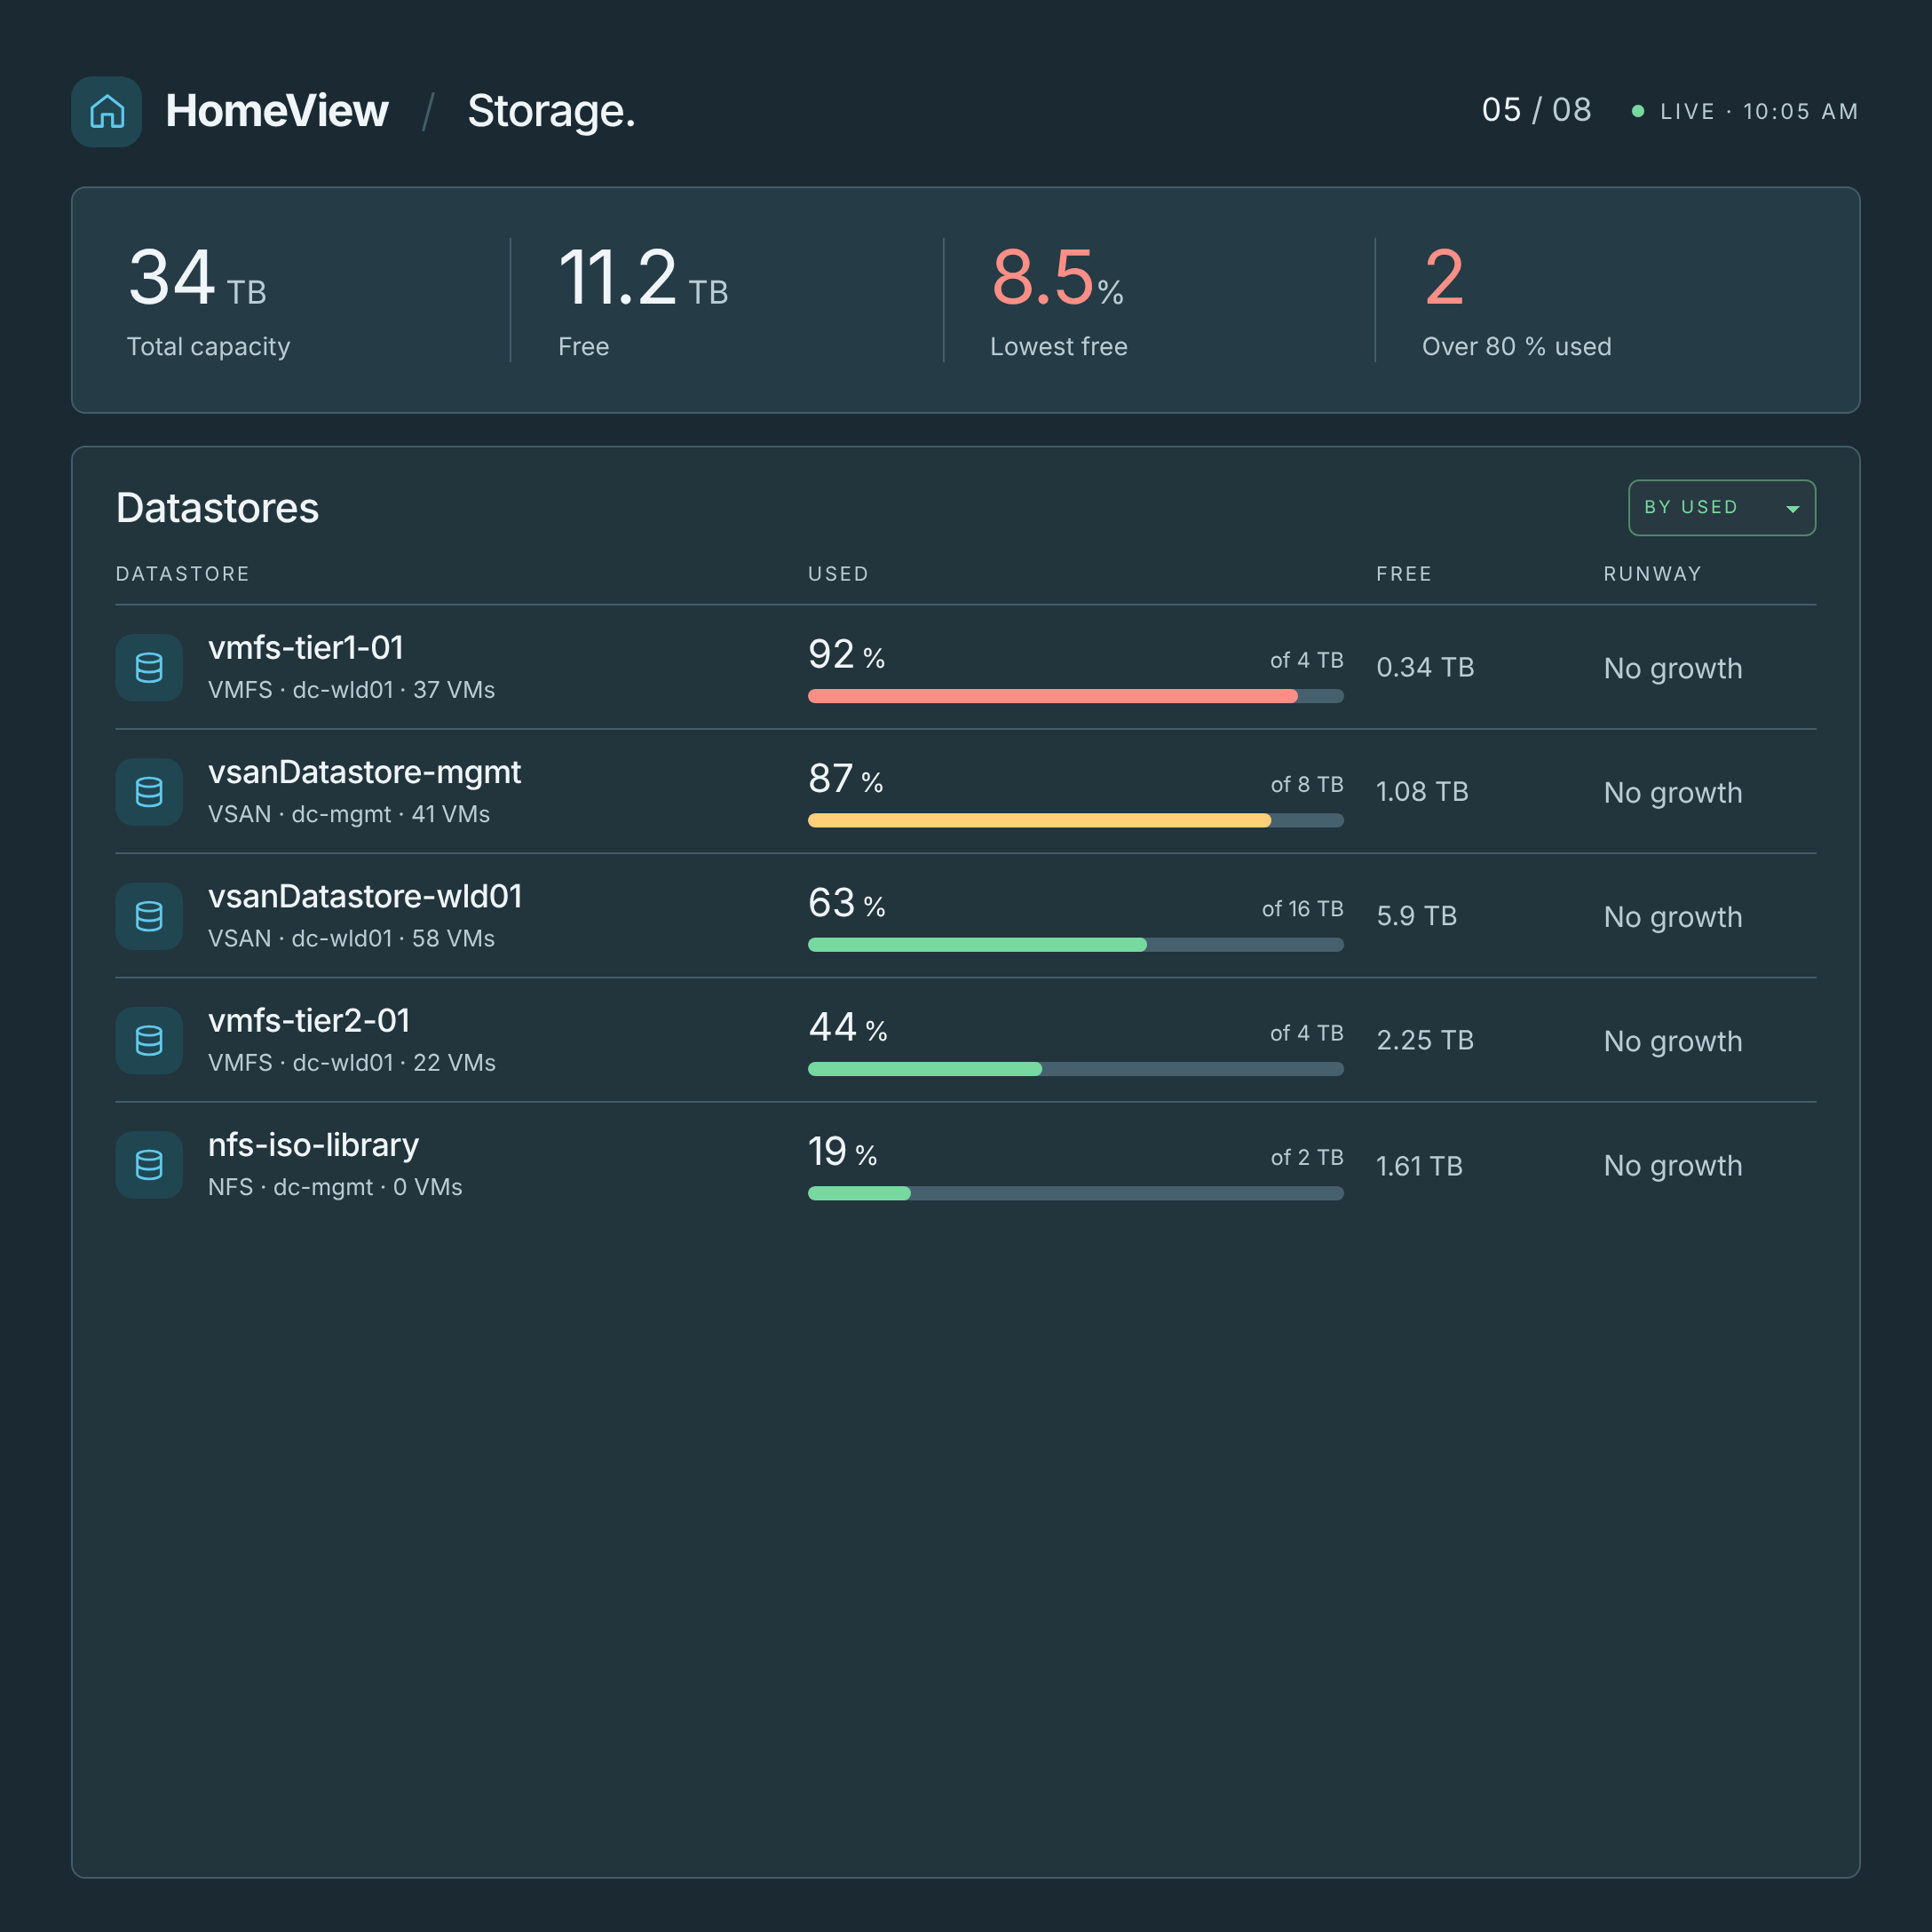 HomeView / Storage.
05 / 08
LIVE · 10:05 AM
34 TB
Total capacity
11.2 TB
Free
8.5%
Lowest free
2
Over 80 % used
Datastores
BY USED
DATASTORE USED FREE RUNWAY
vmfs-tier1-01
VMFS · dc-wld01 · 37 VMs
92 %
of 4 TB
0.34 TB
No growth
vsanDatastore-mgmt
VSAN · dc-mgmt · 41 VMs
87 %
of 8 TB
1.08 TB
No growth
vsanDatastore-wld01
VSAN · dc-wld01 · 58 VMs
63 %
of 16 TB
5.9 TB
No growth
vmfs-tier2-01
VMFS · dc-wld01 · 22 VMs
44 %
of 4 TB
2.25 TB
No growth
nfs-iso-library
NFS · dc-mgmt · 0 VMs
19 %
of 2 TB
1.61 TB
No growth